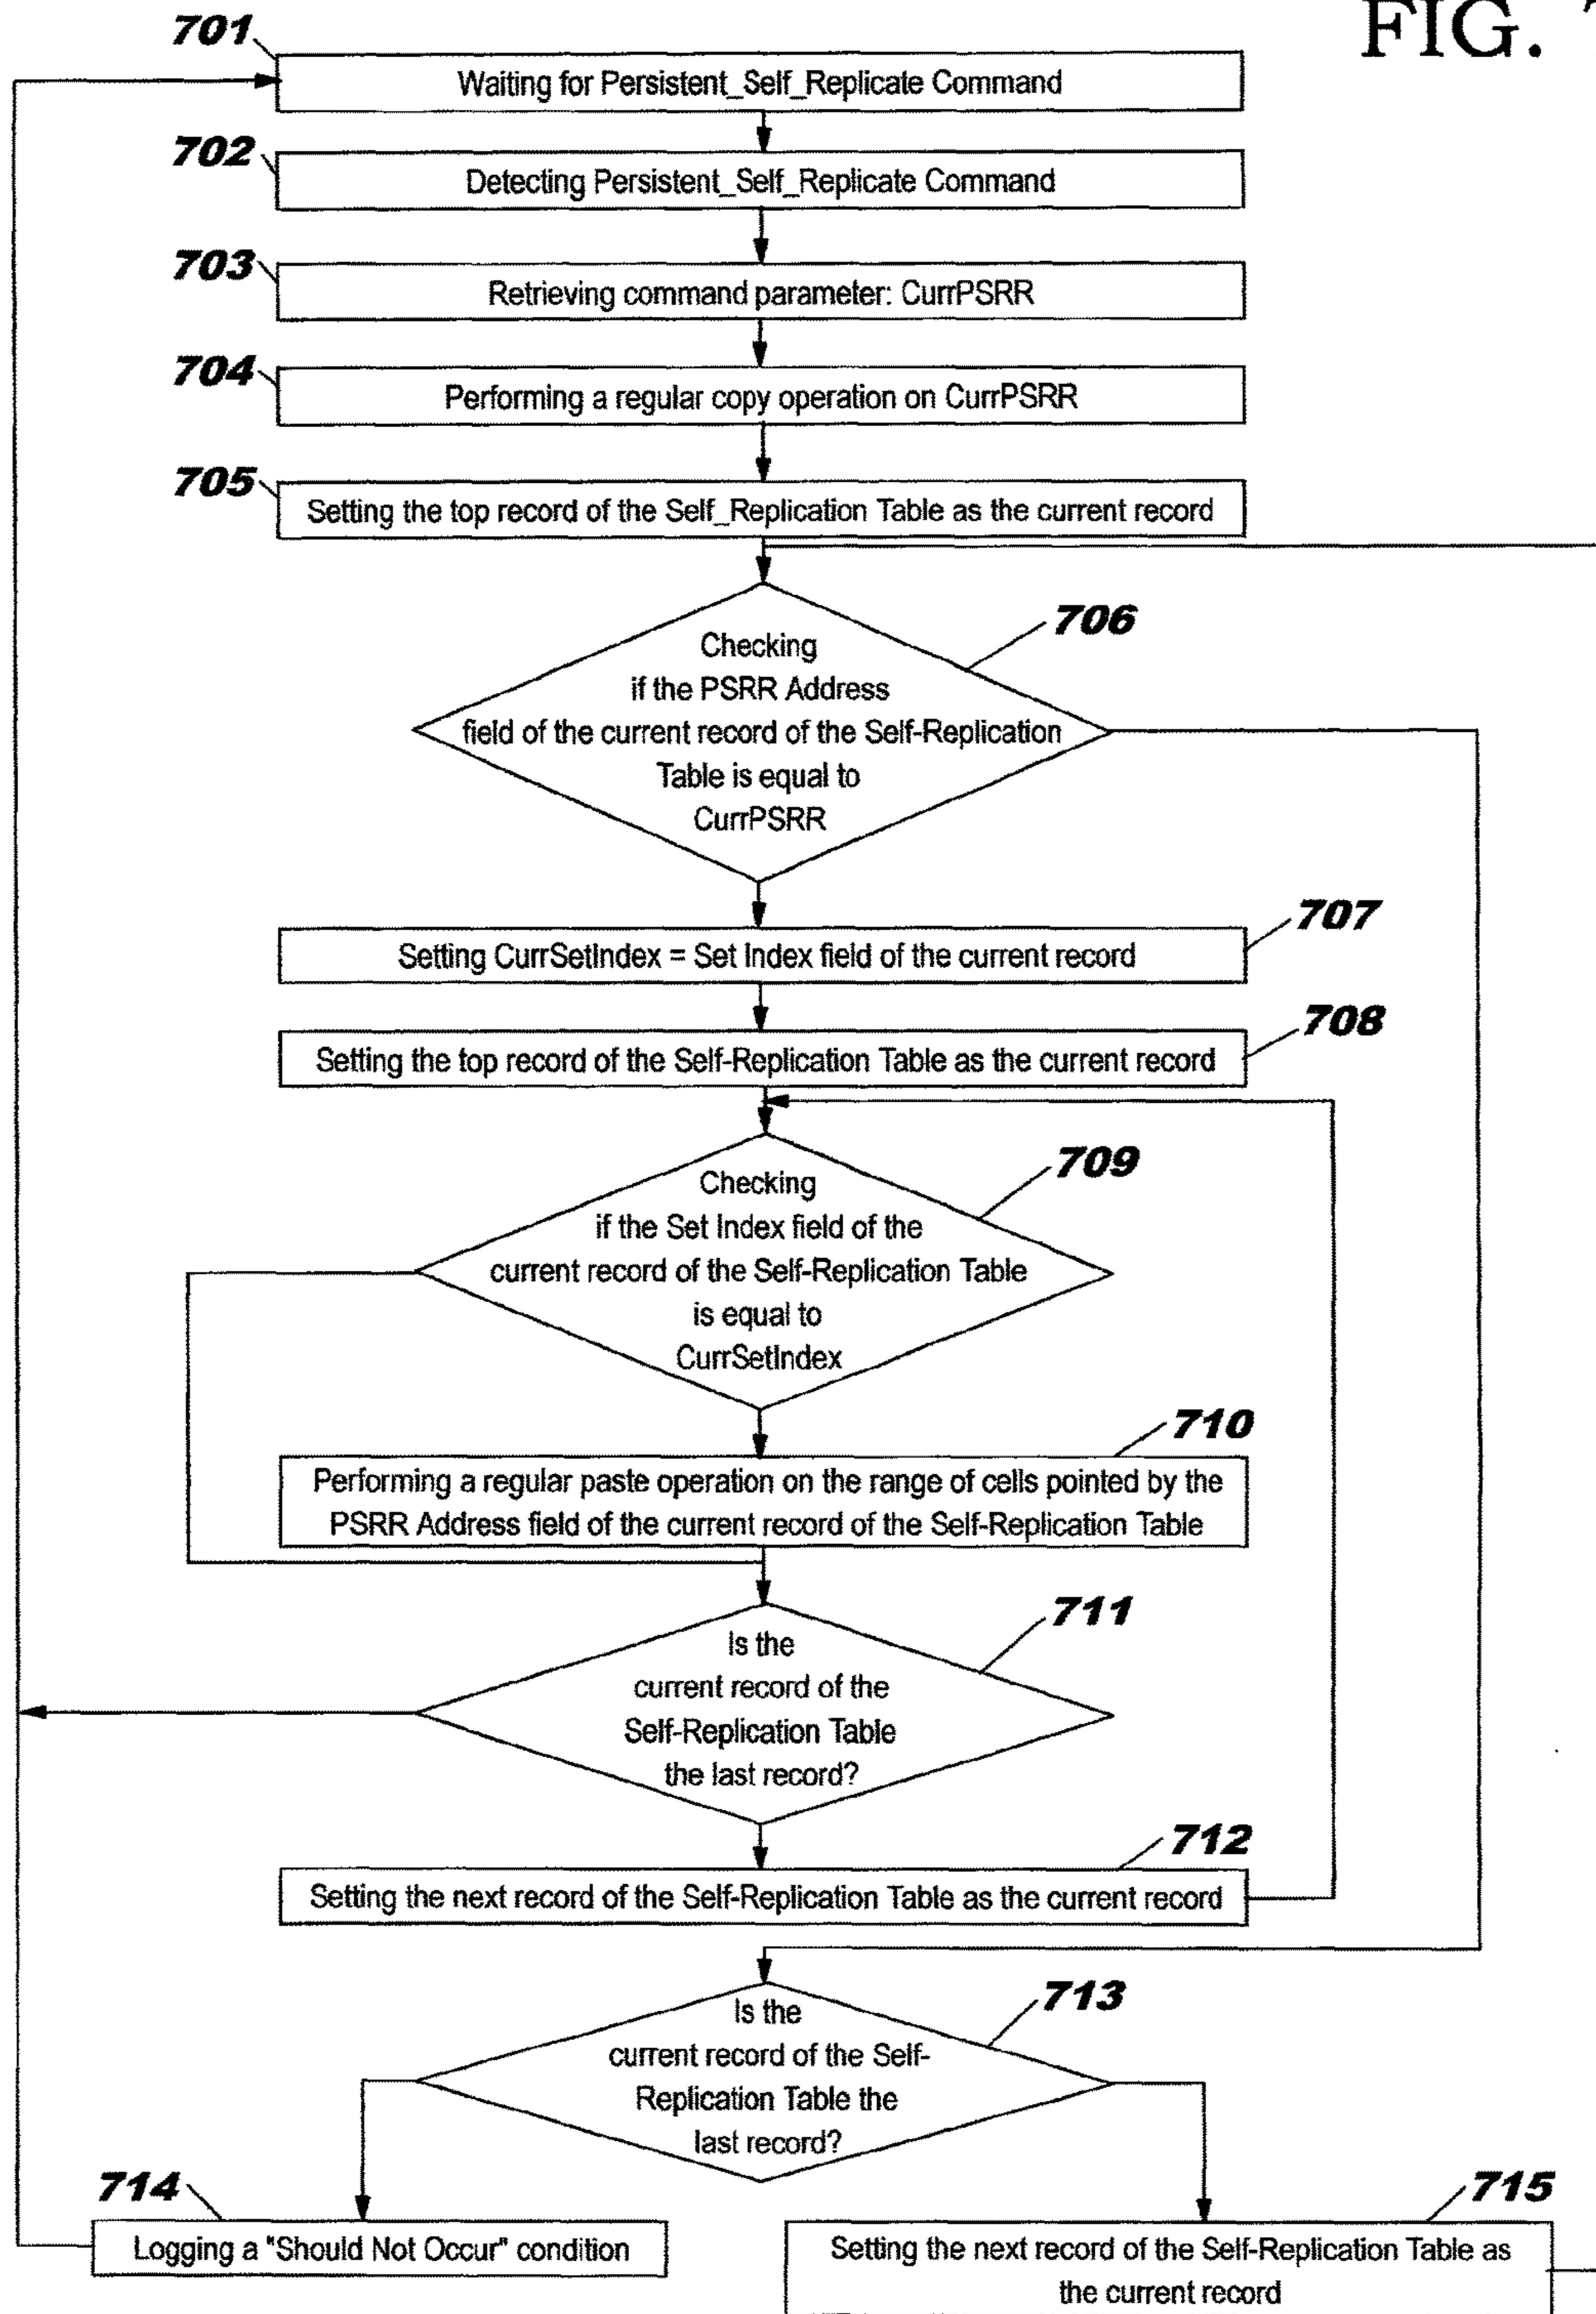 FIG. 7
701
Waiting for Persistent_Self_Replicate Command
702
Detecting Persistent_Self_Replicate Command
703
Retrieving command parameter: CurrPSRR
704
Performing a regular copy operation on CurrPSRR
705
Setting the top record of the Self_Replication Table as the current record
706
Checking
if the PSRR Address
field of the current record of the Self-Replication
Table is equal to
CurrPSRR
707
Setting CurrSetIndex = Set Index field of the current record
708
Setting the top record of the Self-Replication Table as the current record
709
Checking
if the Set Index field of the
current record of the Self-Replication Table
is equal to
CurrSetIndex
710
Performing a regular paste operation on the range of cells pointed by the
PSRR Address field of the current record of the Self-Replication Table
711
Is the
current record of the
Self-Replication Table
the last record?
712
Setting the next record of the Self-Replication Table as the current record
713
Is the
current record of the Self-
Replication Table the
last record?
714
Logging a "Should Not Occur" condition
715
Setting the next record of the Self-Replication Table as
the current record